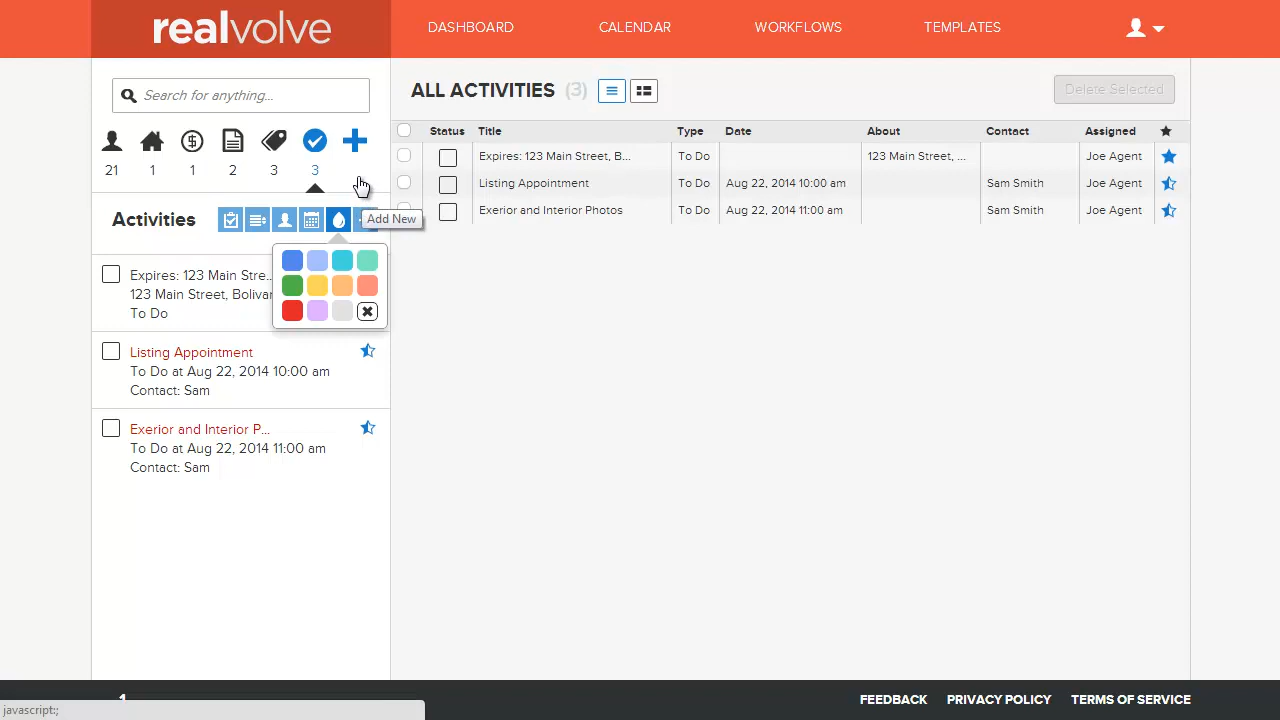 realvolve
DASHBOARD
CALENDAR
WORKFLOWS
TEMPLATES
Search for anything...
21
1
1
2
3
3
Activities
Add New
Expires: 123 Main Stre...
123 Main Street, Boliva
To Do
Listing Appointment
To Do at Aug 22, 2014 10:00 am
Contact: Sam
Exerior and Interior P...
To Do at Aug 22, 2014 11:00 am
Contact: Sam
ALL ACTIVITIES (3)
Delete Selected
Status Title Type Date About Contact Assigned
Expires: 123 Main Street, B... To Do 123 Main Street, ... Joe Agent
Listing Appointment To Do Aug 22, 2014 10:00 am Sam Smith Joe Agent
Exerior and Interior Photos To Do Aug 22, 2014 11:00 am Sam Smith Joe Agent
FEEDBACK PRIVACY POLICY TERMS OF SERVICE
javascript:;